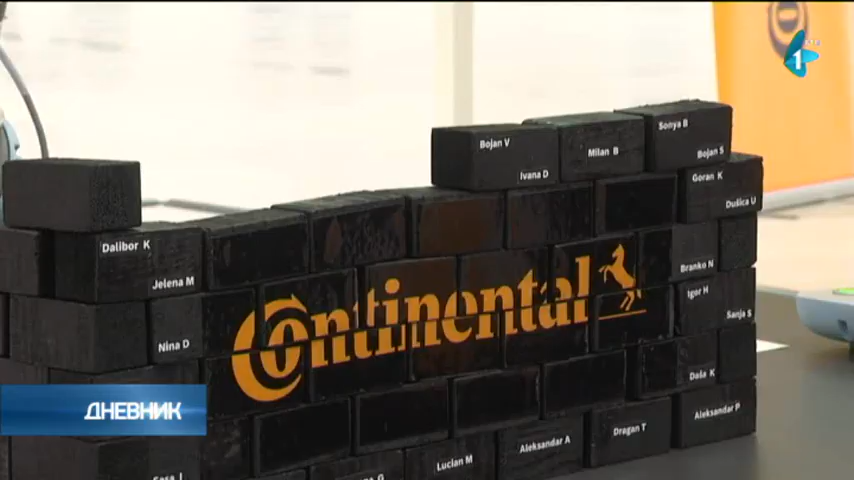 1
Bojan V
Ivana D
Milan B
Sonya B
Bojan S
Goran K
Dušica U
Dalibor K
Jelena M
Branko N
Igor H
Sanja S
Nina D
Continental
Daša K
Aleksandar P
ДНЕВНИК
Lucian M
Aleksandar A
Dragan T